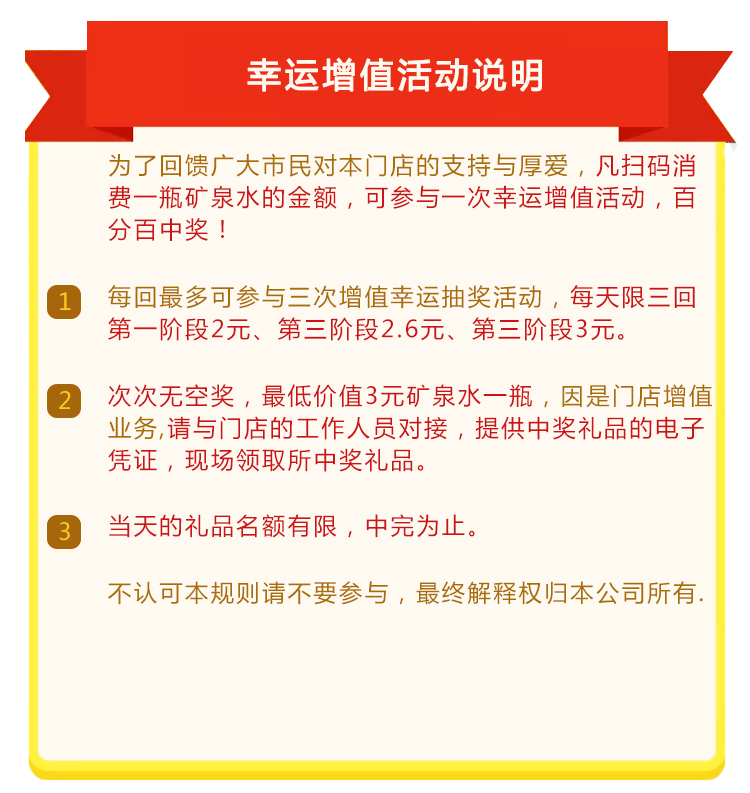 幸运增值活动说明
为了回馈广大市民对本门店的支持与厚爱，凡扫码消
费一瓶矿泉水的金额，可参与一次幸运增值活动，百
分百中奖！
1 每回最多可参与三次增值幸运抽奖活动，每天限三回
第一阶段2元、第三阶段2.6元、第三阶段3元。
2 次次无空奖，最低价值3元矿泉水一瓶，因是门店增值
业务,请与门店的工作人员对接，提供中奖礼品的电子
凭证，现场领取所中奖礼品。
3 当天的礼品名额有限，中完为止。
不认可本规则请不要参与，最终解释权归本公司所有.